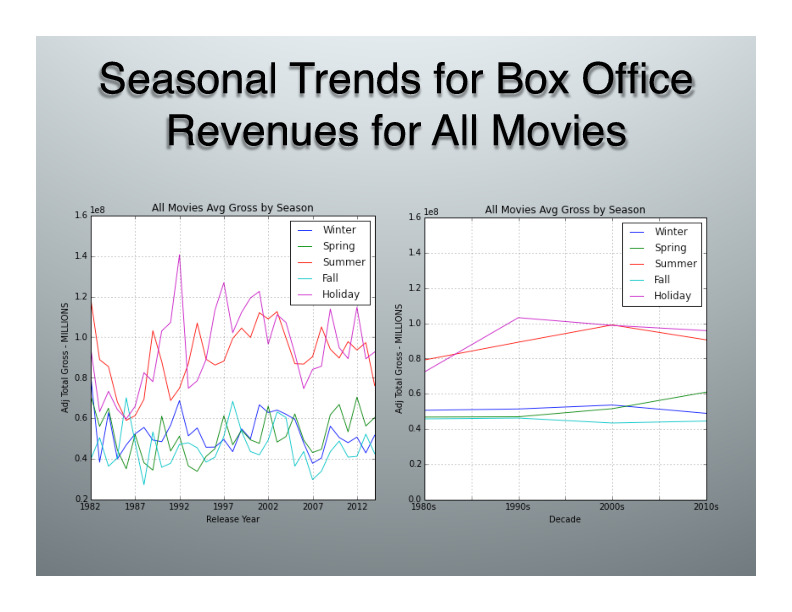 Seasonal Trends for Box Office
Revenues for All Movies
All Movies Avg Gross by Season
1e8
1.6
1.4
1.2
1.0
0.8
0.6
0.4
0.2
Adj Total Gross - MILLIONS
Winter
Spring
Summer
Fall
Holiday
1982 1987 1992 1997 2002 2007 2012
Release Year
All Movies Avg Gross by Season
1e8
1.6
1.4
1.2
1.0
0.8
0.6
0.4
0.2
0.0
Adj Total Gross - MILLIONS
Winter
Spring
Summer
Fall
Holiday
1980s 1990s 2000s 2010s
Decade